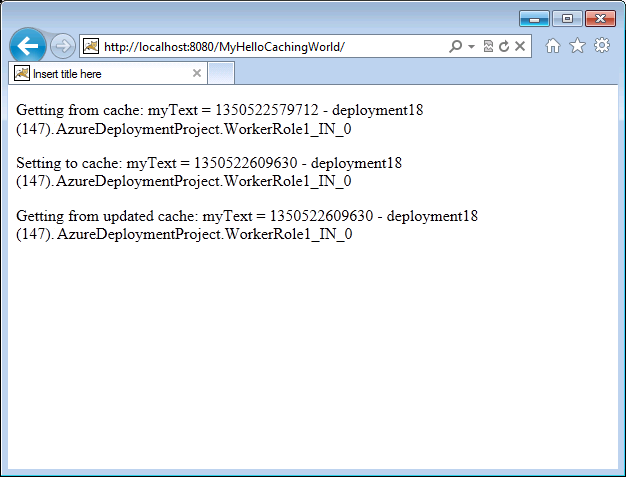 http://localhost:8080/MyHelloCachingWorld/
Insert title here
Getting from cache: myText = 1350522579712 - deployment18
(147).AzureDeploymentProject.WorkerRole1_IN_0
Setting to cache: myText = 1350522609630 - deployment18
(147).AzureDeploymentProject.WorkerRole1_IN_0
Getting from updated cache: myText = 1350522609630 - deployment18
(147).AzureDeploymentProject.WorkerRole1_IN_0